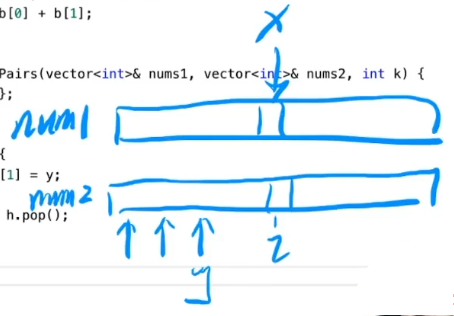 b[0] + b[1];
x
Pairs(vector<int>& nums1, vector<int>& nums2, int k) {
};
num1
{
[1] = y;
num2
h.pop();
y